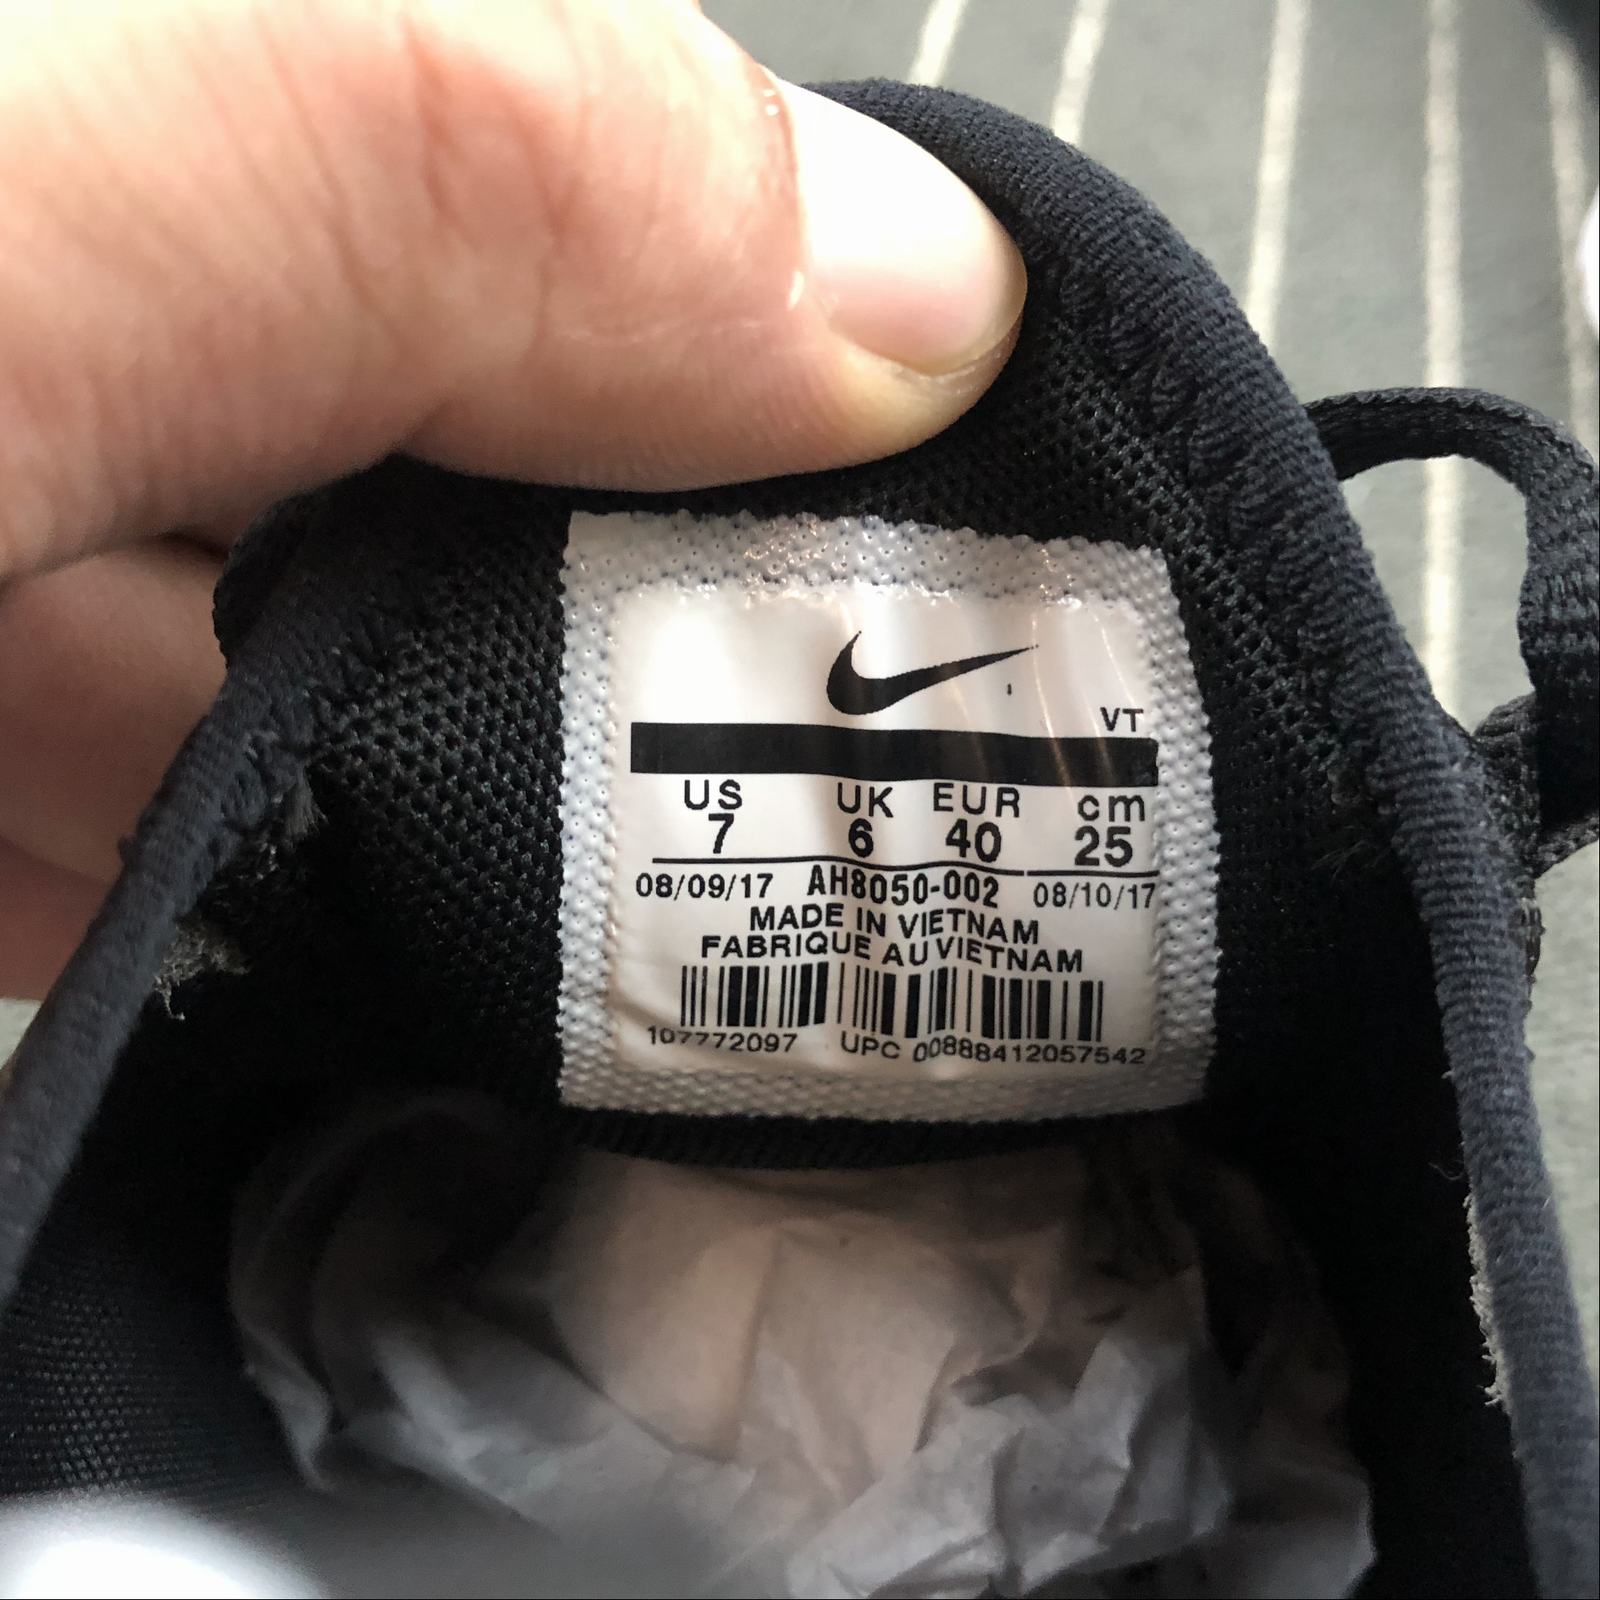 VT
US UK EUR cm
7 6 40 25
08/09/17 AH8050-002 08/10/17
MADE IN VIETNAM
FABRIQUE AU VIETNAM
107772097 UPC 00888412057542